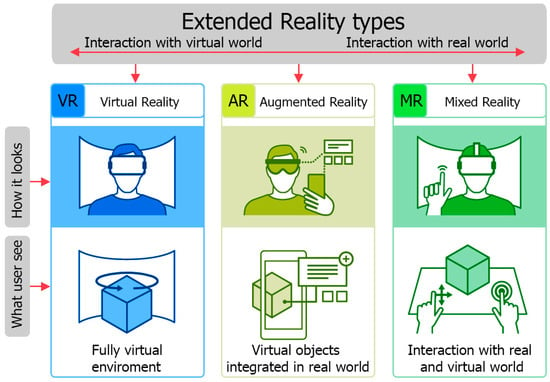 Extended Reality types
Interaction with virtual world
Interaction with real world
VR
Virtual Reality
AR
Augmented Reality
MR
Mixed Reality
How it looks
What user see
Fully virtual
enviroment
Virtual objects
integrated in real world
Interaction with real
and virtual world